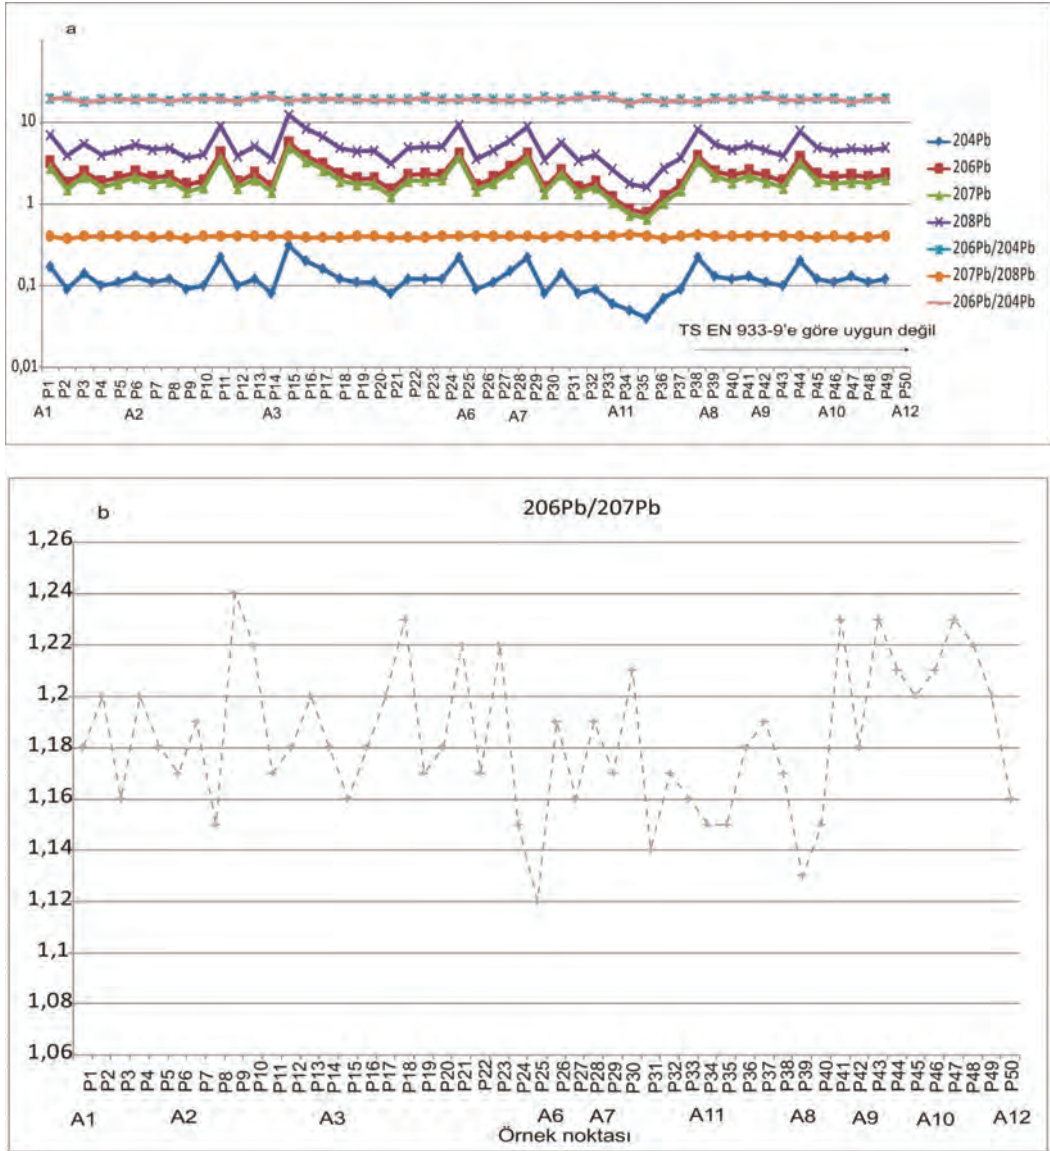 a
10
1
0,1
0,01
204Pb
206Pb
207Pb
208Pb
206Pb/204Pb
207Pb/208Pb
206Pb/204Pb
TS EN 933-9'e göre uygun değil
P1 P2 P3 P4 P5 P6 P7 P8 P9 P10 P11 P12 P13 P14 P15 P16 P17 P18 P19 P20 P21 P22 P23 P24 P25 P26 P27 P28 P29 P30 P31 P32 P33 P34 P35 P36 P37 P38 P39 P40 P41 P42 P43 P44 P45 P46 P47 P48 P49 P50
A1 A2 A3 A6 A7 A11 A8 A9 A10 A12
b
206Pb/207Pb
1,26
1,24
1,22
1,2
1,18
1,16
1,14
1,12
1,1
1,08
1,06
P1 P2 P3 P4 P5 P6 P7 P8 P9 P10 P11 P12 P13 P14 P15 P16 P17 P18 P19 P20 P21 P22 P23 P24 P25 P26 P27 P28 P29 P30 P31 P32 P33 P34 P35 P36 P37 P38 P39 P40 P41 P42 P43 P44 P45 P46 P47 P48 P49 P50
A1 A2 A3 A6 A7 A11 A8 A9 A10 A12
Örnek noktası